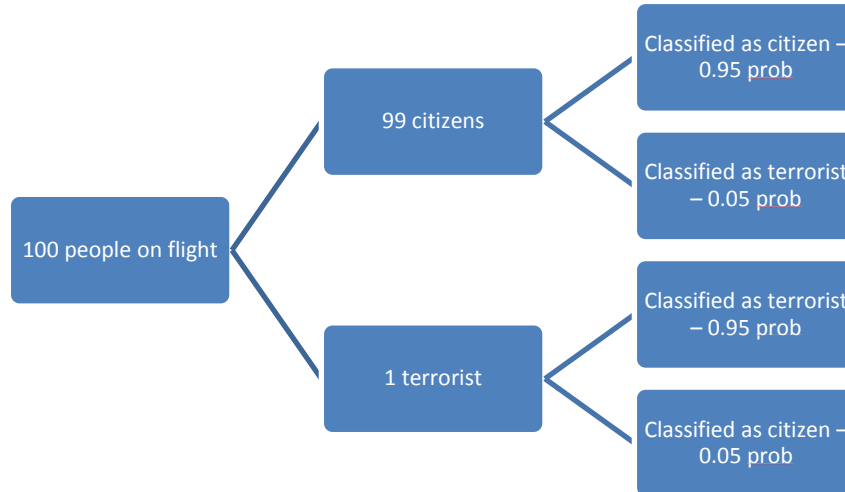 100 people on flight
99 citizens
1 terrorist
Classified as citizen –
0.95 prob
Classified as terrorist
– 0.05 prob
Classified as terrorist
– 0.95 prob
Classified as citizen –
0.05 prob